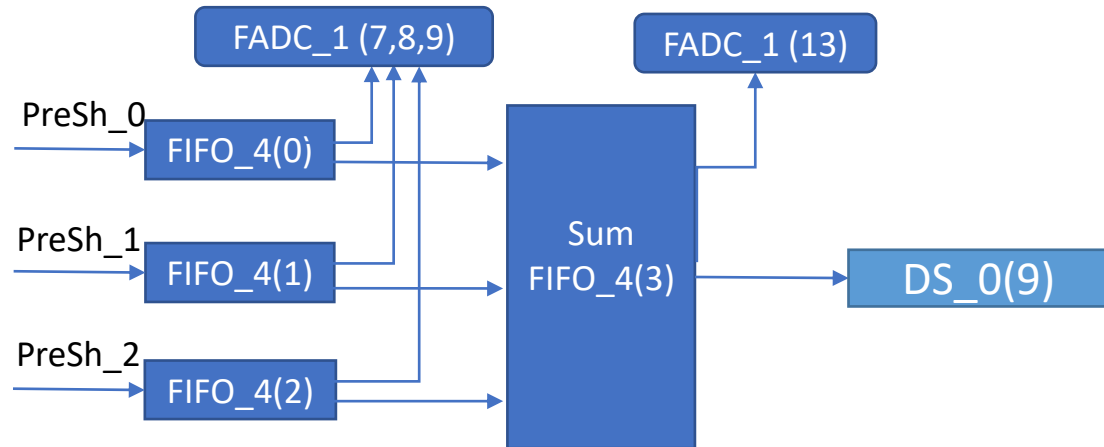 FADC_1 (7,8,9)
FADC_1 (13)
PreSh_0
FIFO_4(0)
PreSh_1
FIFO_4(1)
Sum
FIFO_4(3)
DS_0(9)
PreSh_2
FIFO_4(2)